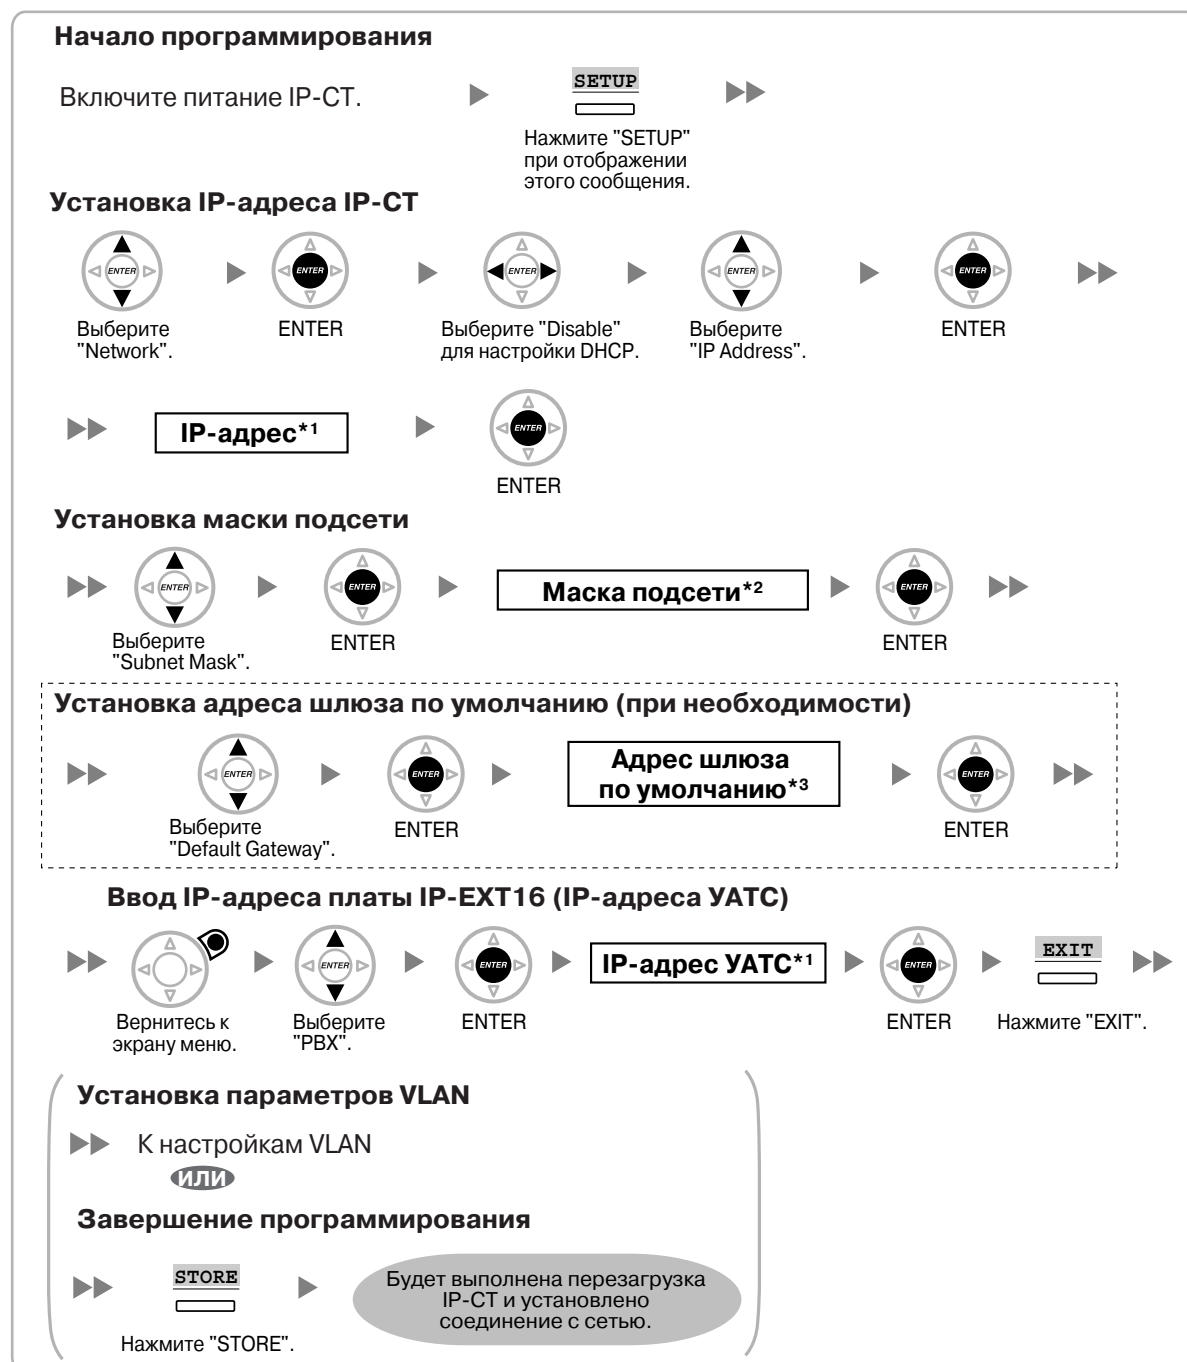 Начало программирования
Включите питание IP-CT.
SETUP
Нажмите "SETUP"
при отображении
этого сообщения.
Установка IP-адреса IP-CT
ENTER
ENTER
ENTER
ENTER
ENTER
Выберите
"Network".
ENTER
Выберите "Disable"
для настройки DHCP.
Выберите
"IP Address".
ENTER
IP-адрес*1
ENTER
ENTER
Установка маски подсети
ENTER
ENTER
Маска подсети*2
ENTER
Выберите
"Subnet Mask".
ENTER
ENTER
Установка адреса шлюза по умолчанию (при необходимости)
ENTER
ENTER
Адрес шлюза
по умолчанию*3
ENTER
Выберите
"Default Gateway".
ENTER
ENTER
Ввод IP-адреса платы IP-EXT16 (IP-адреса УАТС)
ENTER
ENTER
IP-адрес УАТС*1
ENTER
EXIT
Вернитесь к
экрану меню.
Выберите
"PBX".
ENTER
ENTER
Нажмите "EXIT".
Установка параметров VLAN
К настройкам VLAN
ИЛИ
Завершение программирования
STORE
Нажмите "STORE".
Будет выполнена перезагрузка
IP-CT и установлено
соединение с сетью.